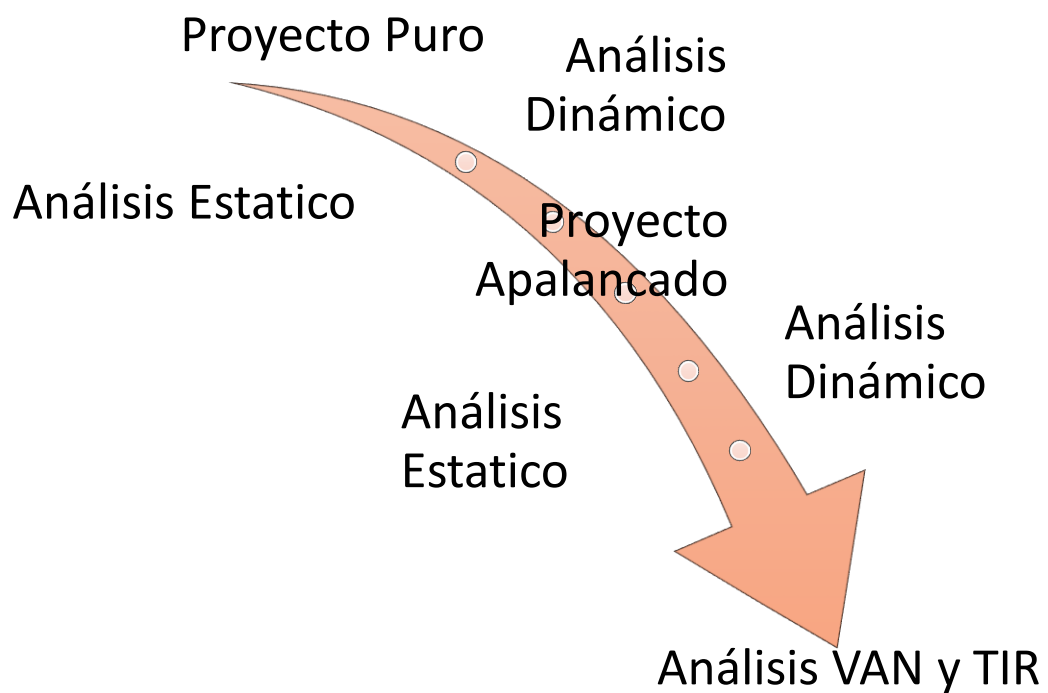 Proyecto Puro
Análisis
Dinámico
Análisis Estatico
Proyecto
Apalancado
Análisis
Dinámico
Análisis
Estatico
Análisis VAN y TIR